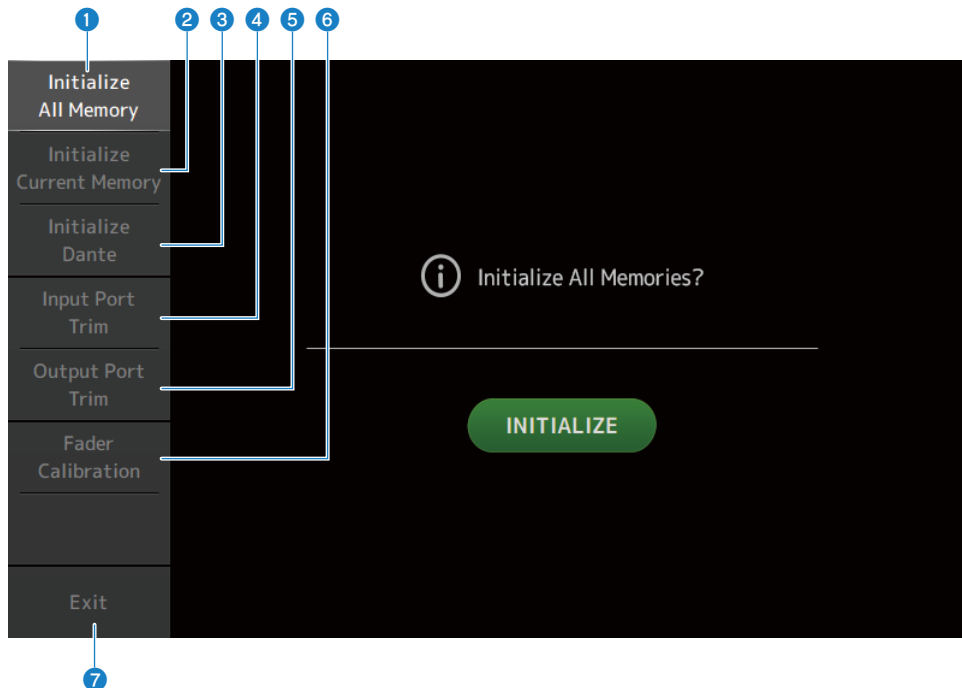 1 2 3 4 5 6
Initialize
All Memory
Initialize
Current Memory
Initialize
Dante
Input Port
Trim
Output Port
Trim
Fader
Calibration
Exit
Initialize All Memories?
INITIALIZE
7